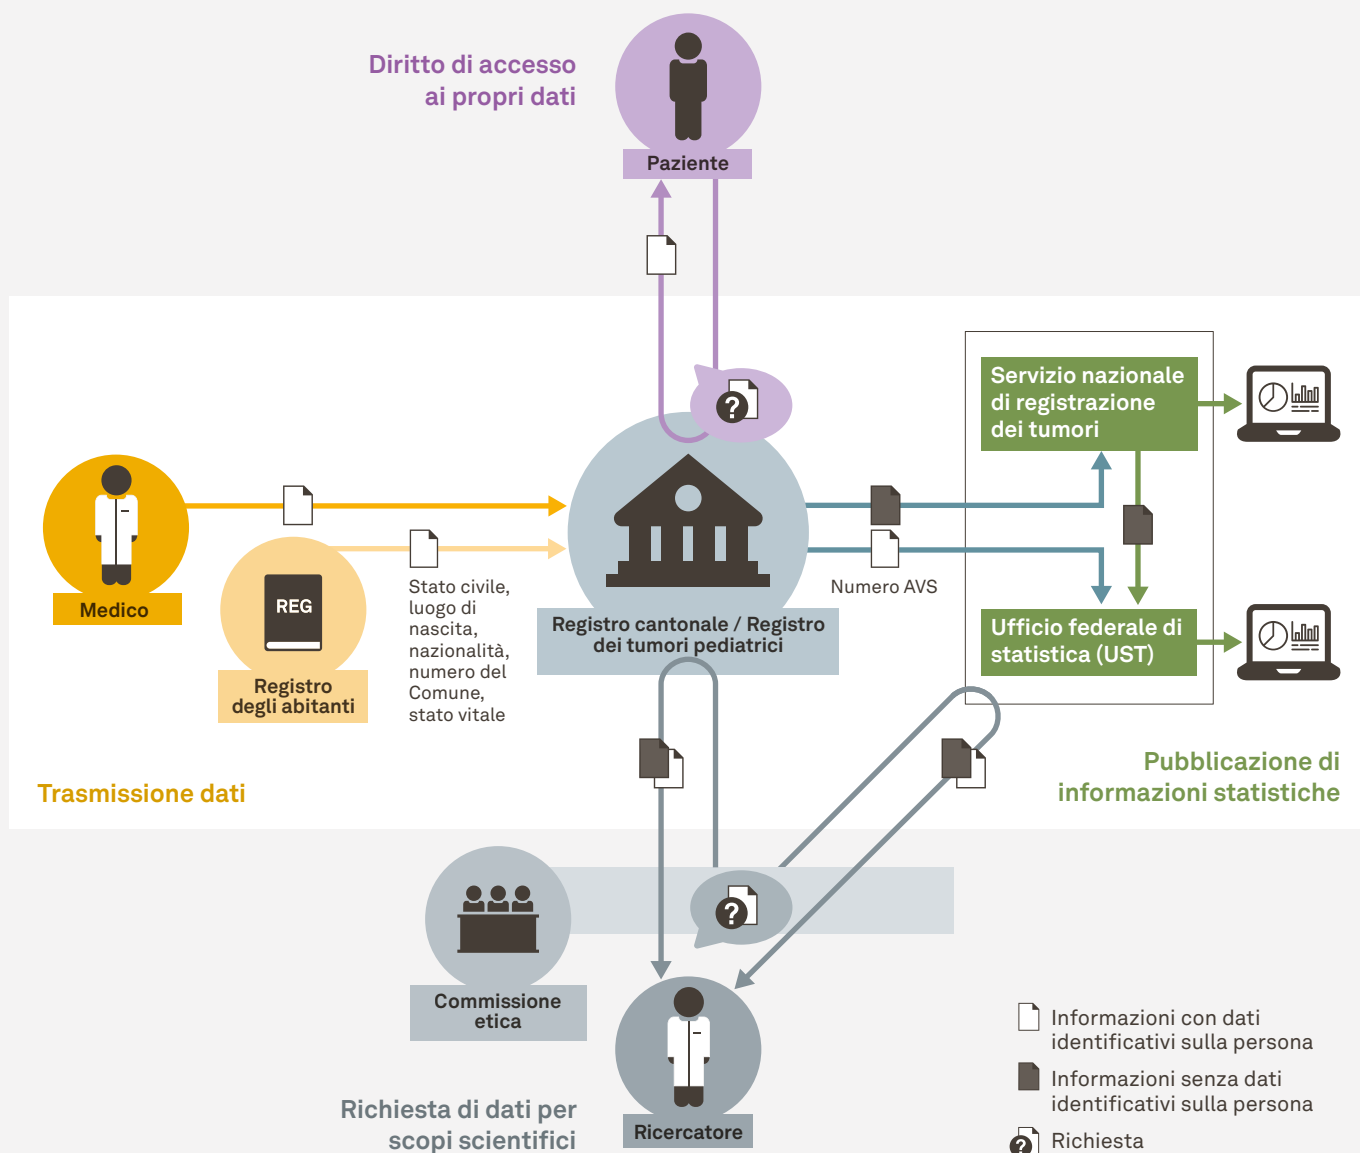 Diritto di accesso
ai propri dati
Paziente
?
Servizio nazionale
di registrazione
dei tumori
Medico
REG
Registro
degli abitanti
Stato civile,
luogo di
nascita,
nazionalità,
numero del
Comune,
stato vitale
Registro cantonale / Registro
dei tumori pediatrici
Numero AVS
Ufficio federale di
statistica (UST)
Trasmissione dati
Pubblicazione di
informazioni statistiche
?
Commissione
etica
Richiesta di dati per
scopi scientifici
Ricercatore
Informazioni con dati
identificativi sulla persona
Informazioni senza dati
identificativi sulla persona
?
Richiesta